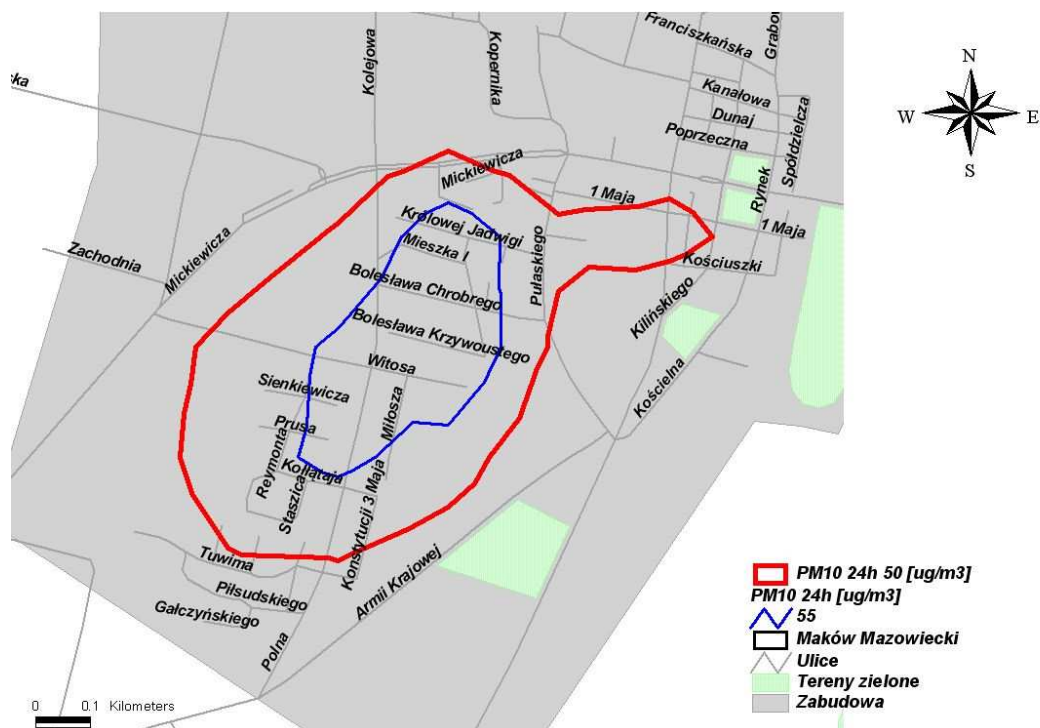 Franciszkańska
Grabo
Kolejowa
Kopernika
ska
Kanałowa
Dunaj
Poprzeczna
Spółdzielcza
Rynek
Mickiewicza
1 Maja
1 Maja
Królowej Jadwigi
Mieszka I
Zachodnia
Mickiewicza
Pułaskiego
Kościuszki
Kilińskiego
Bolesława Chrobrego
Bolesława Krzywoustego
Witosa
Sienkiewicza
Miłosza
Kościelna
Prusa
Reymonta
Kołłątaja
Staszica
Konstytucji 3 Maja
Tuwima
Piłsudskiego
Gałczyńskiego
Polna
Armii Krajowej
N
W E
S
PM10 24h 50 [ug/m3]
PM10 24h [ug/m3]
55
Maków Mazowiecki
Ulice
Tereny zielone
Zabudowa
0 0.1 Kilometers